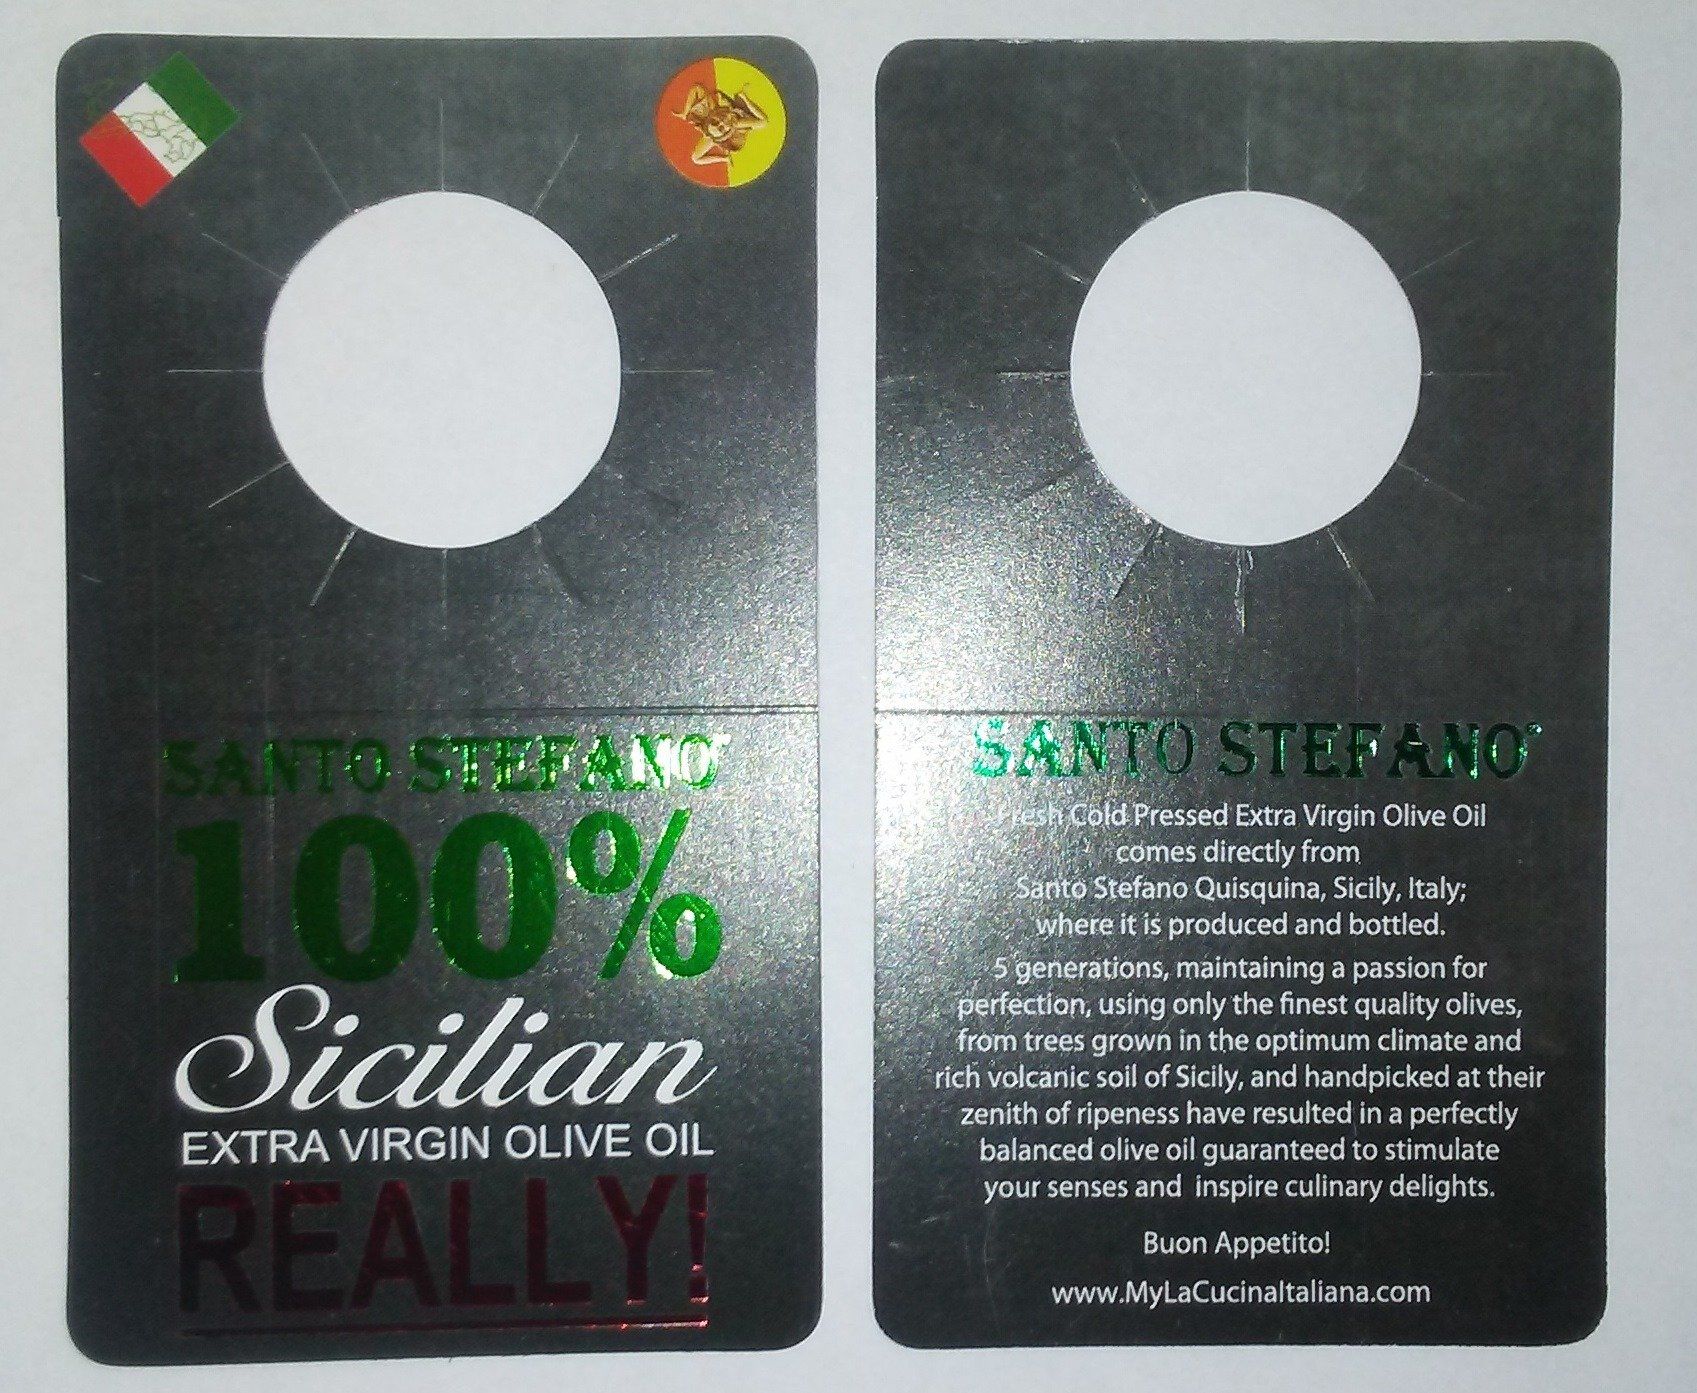 SANTO STEFANO®
100%
Sicilian
EXTRA VIRGIN OLIVE OIL
REALLY!
SANTO STEFANO®
Fresh Cold Pressed Extra Virgin Olive Oil
comes directly from
Santo Stefano Quisquina, Sicily, Italy;
where it is produced and bottled.
5 generations, maintaining a passion for
perfection, using only the finest quality olives,
from trees grown in the optimum climate and
rich volcanic soil of Sicily, and handpicked at their
zenith of ripeness have resulted in a perfectly
balanced olive oil guaranteed to stimulate
your senses and inspire culinary delights.
Buon Appetito!
www.MyLaCucinaItaliana.com